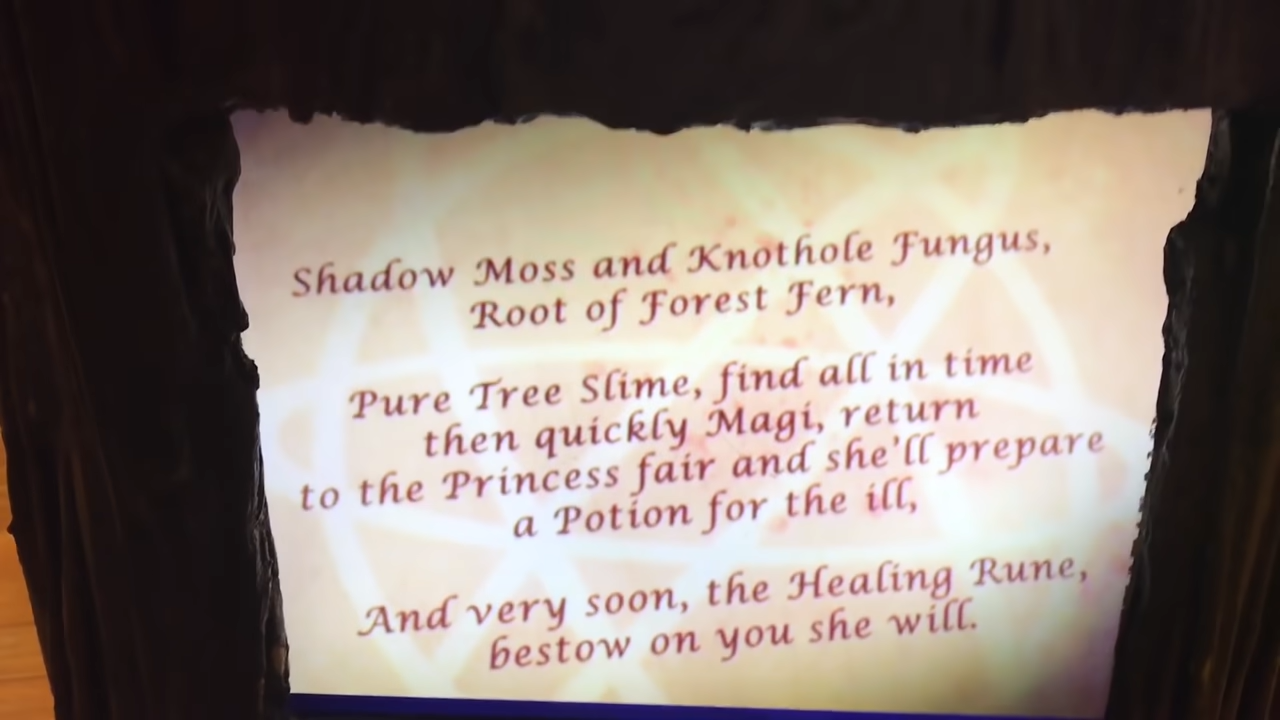 Shadow Moss and Knothole Fungus,
Root of Forest Fern,
Pure Tree Slime, find all in time
then quickly Magi, return
to the Princess fair and she'll prepare
a Potion for the ill,
And very soon, the Healing Rune,
bestow on you she will.